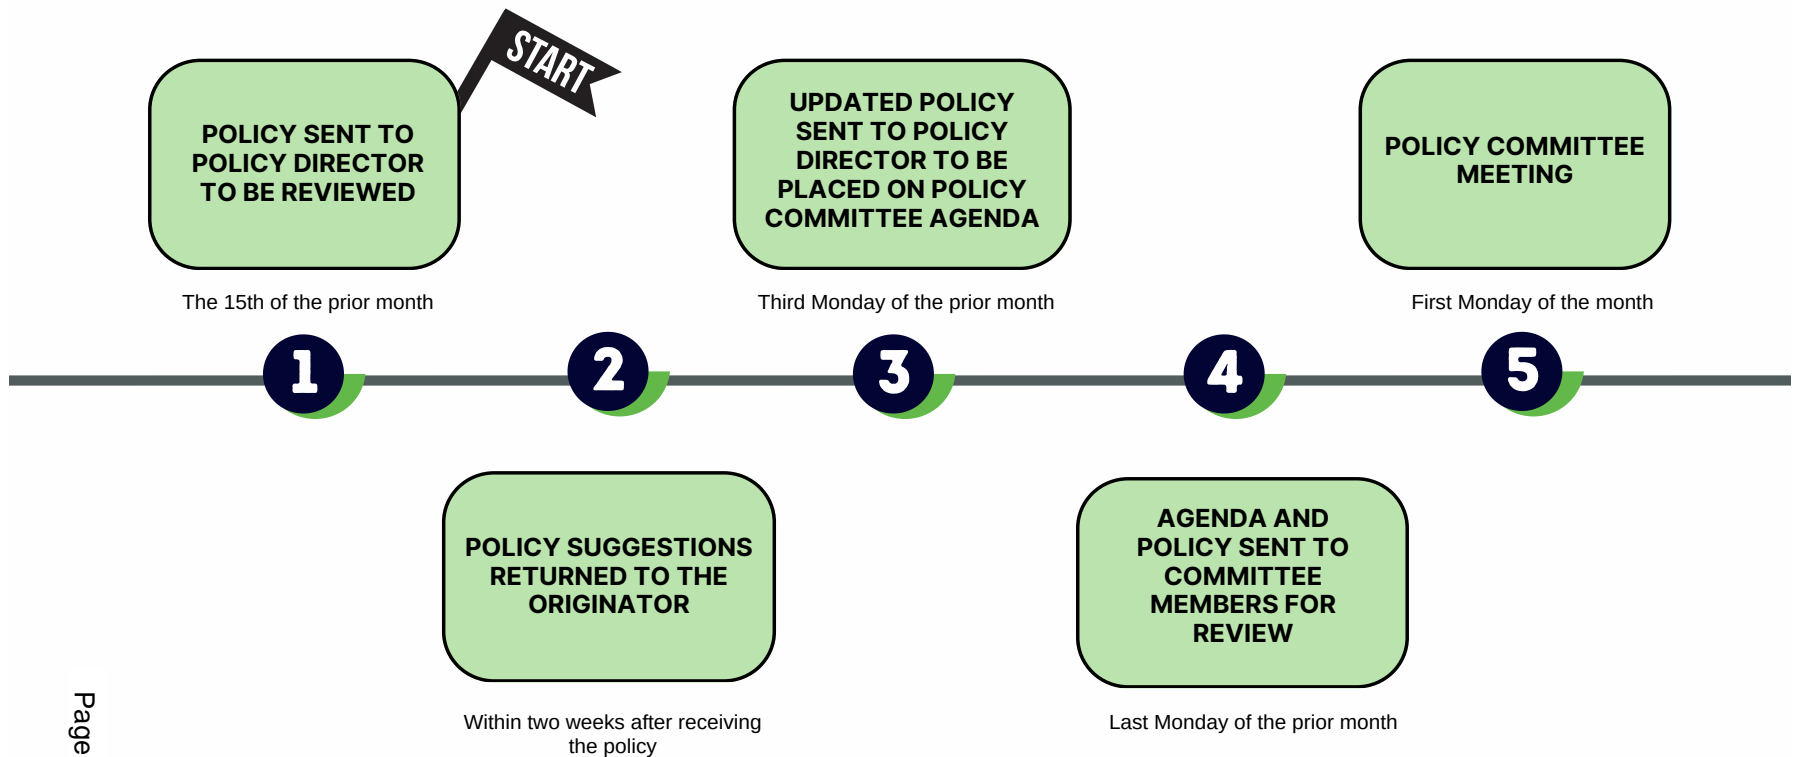 START
POLICY SENT TO
POLICY DIRECTOR
TO BE REVIEWED
The 15th of the prior month
1
POLICY SUGGESTIONS
RETURNED TO THE
ORIGINATOR
Within two weeks after receiving
the policy
2
UPDATED POLICY
SENT TO POLICY
DIRECTOR TO BE
PLACED ON POLICY
COMMITTEE AGENDA
Third Monday of the prior month
3
AGENDA AND
POLICY SENT TO
COMMITTEE
MEMBERS FOR
REVIEW
Last Monday of the prior month
4
POLICY COMMITTEE
MEETING
First Monday of the month
5
Page